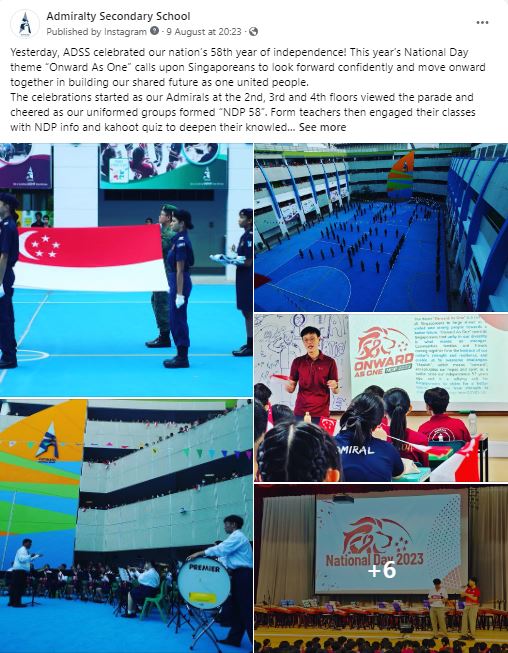 Admiralty Secondary School
Published by Instagram · 9 August at 20:23 ·
Yesterday, ADSS celebrated our nation's 58th year of independence! This year's National Day
theme "Onward As One" calls upon Singaporeans to look forward confidently and move onward
together in building our shared future as one united people.
The celebrations started as our Admirals at the 2nd, 3rd and 4th floors viewed the parade and
cheered as our uniformed groups formed "NDP 58". Form teachers then engaged their classes
with NDP info and kahoot quiz to deepen their knowled... See more
ONWARD
AS ONE
NDP 2023
ADMIRAL
PREMIER
National Day 2023
+6